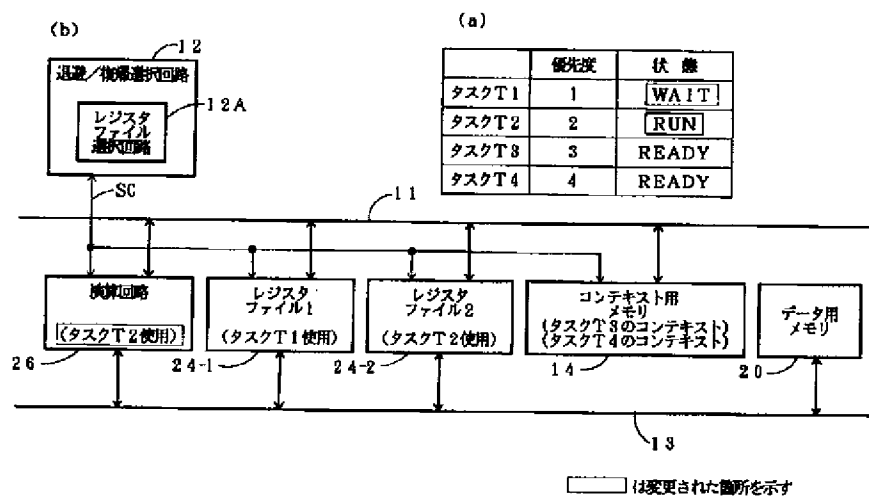 (b)
12
退避/復帰選択回路
12A
レジスタ
ファイル
選択回路
SC
(a)
優先度 状態
タスクT1 1 WAIT
タスクT2 2 RUN
タスクT3 3 READY
タスクT4 4 READY
11
演算回路
(タスクT2使用)
26
レジスタ
ファイル1
(タスクT1使用)
24-1
レジスタ
ファイル2
(タスクT2使用)
24-2
コンテキスト用
メモリ
(タスクT3のコンテキスト)
(タスクT4のコンテキスト)
14
データ用
メモリ
20
13
は変更された箇所を示す